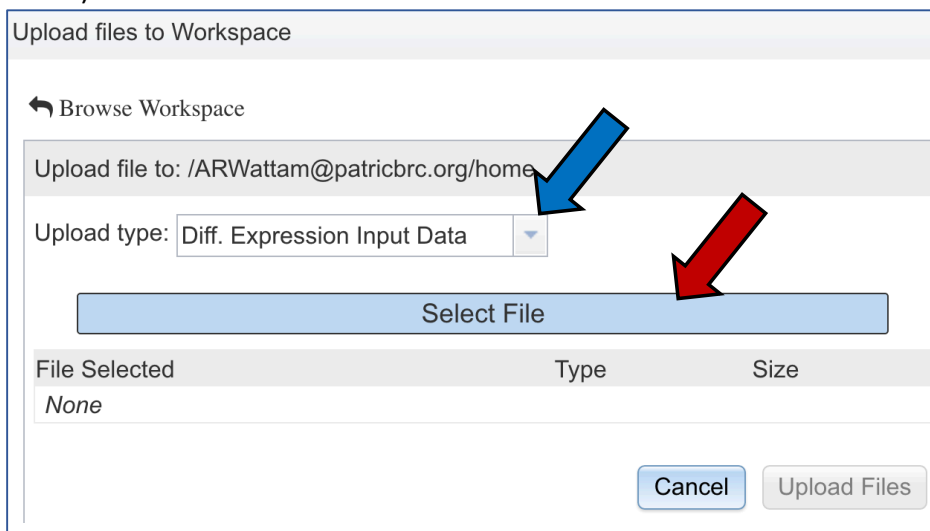 Upload files to Workspace
Browse Workspace
Upload file to: /ARWattam@patricbrc.org/home
Upload type: Diff. Expression Input Data
Select File
File Selected Type Size
None
Cancel Upload Files